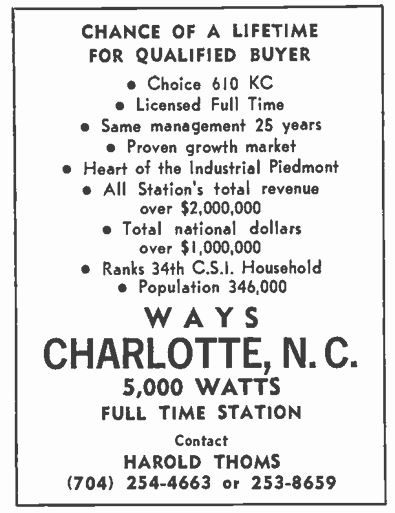 CHANCE OF A LIFETIME
FOR QUALIFIED BUYER
• Choice 610 KC
• Licensed Full Time
• Same management 25 years
• Proven growth market
• Heart of the Industrial Piedmont
• All Station's total revenue
over $2,000,000
• Total national dollars
over $1,000,000
• Ranks 34th C.S.I. Household
• Population 346,000
WAYS
CHARLOTTE, N. C.
5,000 WATTS
FULL TIME STATION
Contact
HAROLD THOMS
(704) 254-4663 or 253-8659